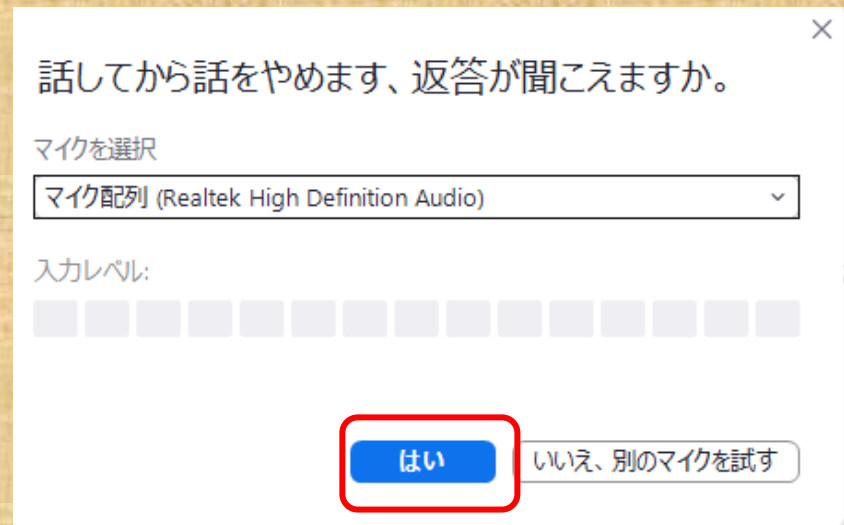 話してから話をやめます、返答が聞こえますか。
マイクを選択
マイク配列 (Realtek High Definition Audio)
入力レベル:
はい
いいえ、別のマイクを試す